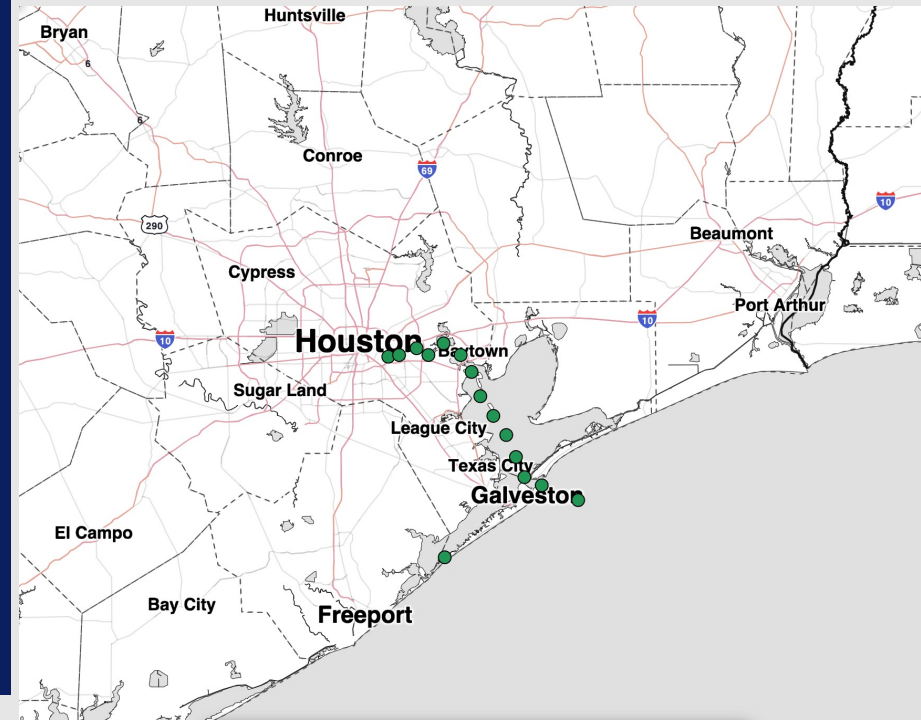 Huntsville
Bryan
6
6
Conroe
69
10
290
Beaumont
Cypress
Port Arthur
10
10
Houston
Baytown
Sugar Land
League City
Texas City
Galveston
El Campo
Bay City
Freeport